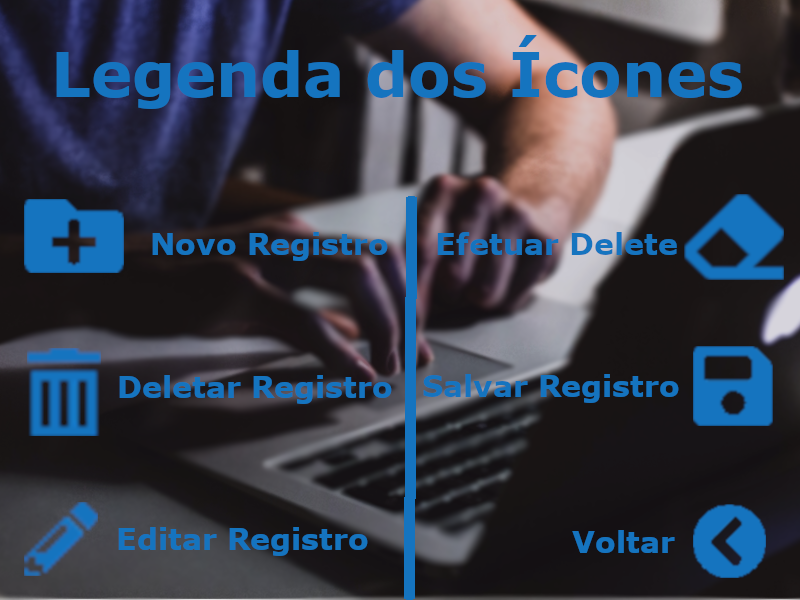 Legenda dos Ícones
Novo Registro
Efetuar Delete
Deletar Registro
Salvar Registro
Editar Registro
Voltar